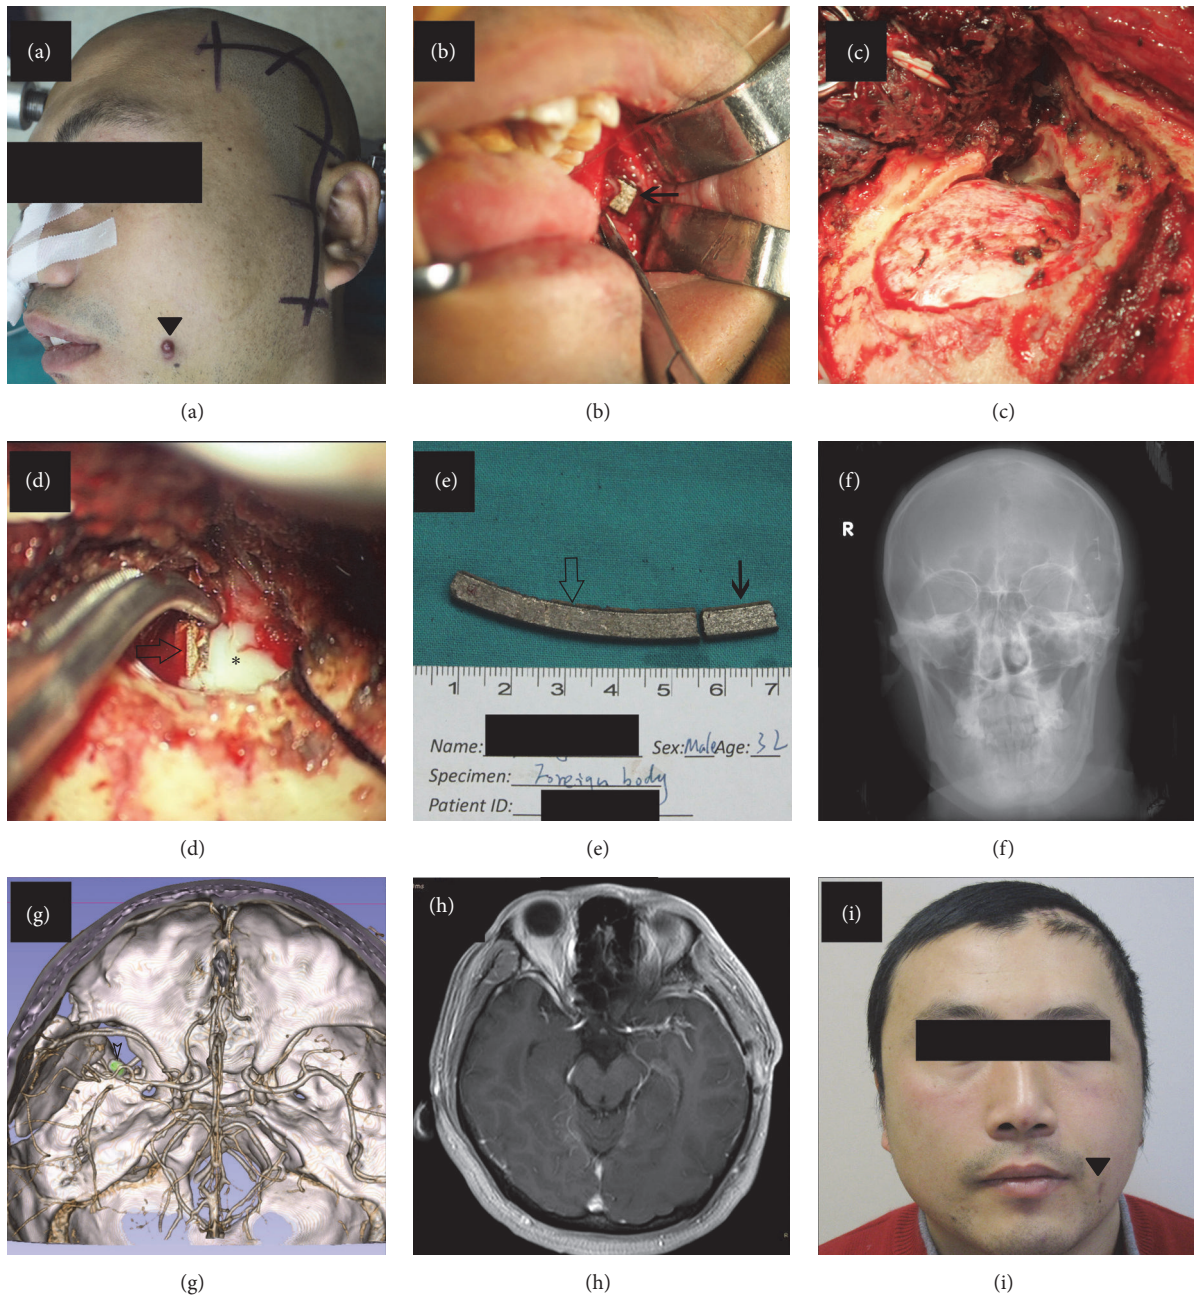 (a)
(b)
(c)
(a)
(b)
(c)
(d)
(e)
(f)
R
1 2 3 4 5 6 7
Name: Sex: Male Age: 32
Specimen: Foreign body
Patient ID:
*
(d)
(e)
(f)
(g)
(h)
(i)
(g)
(h)
(i)